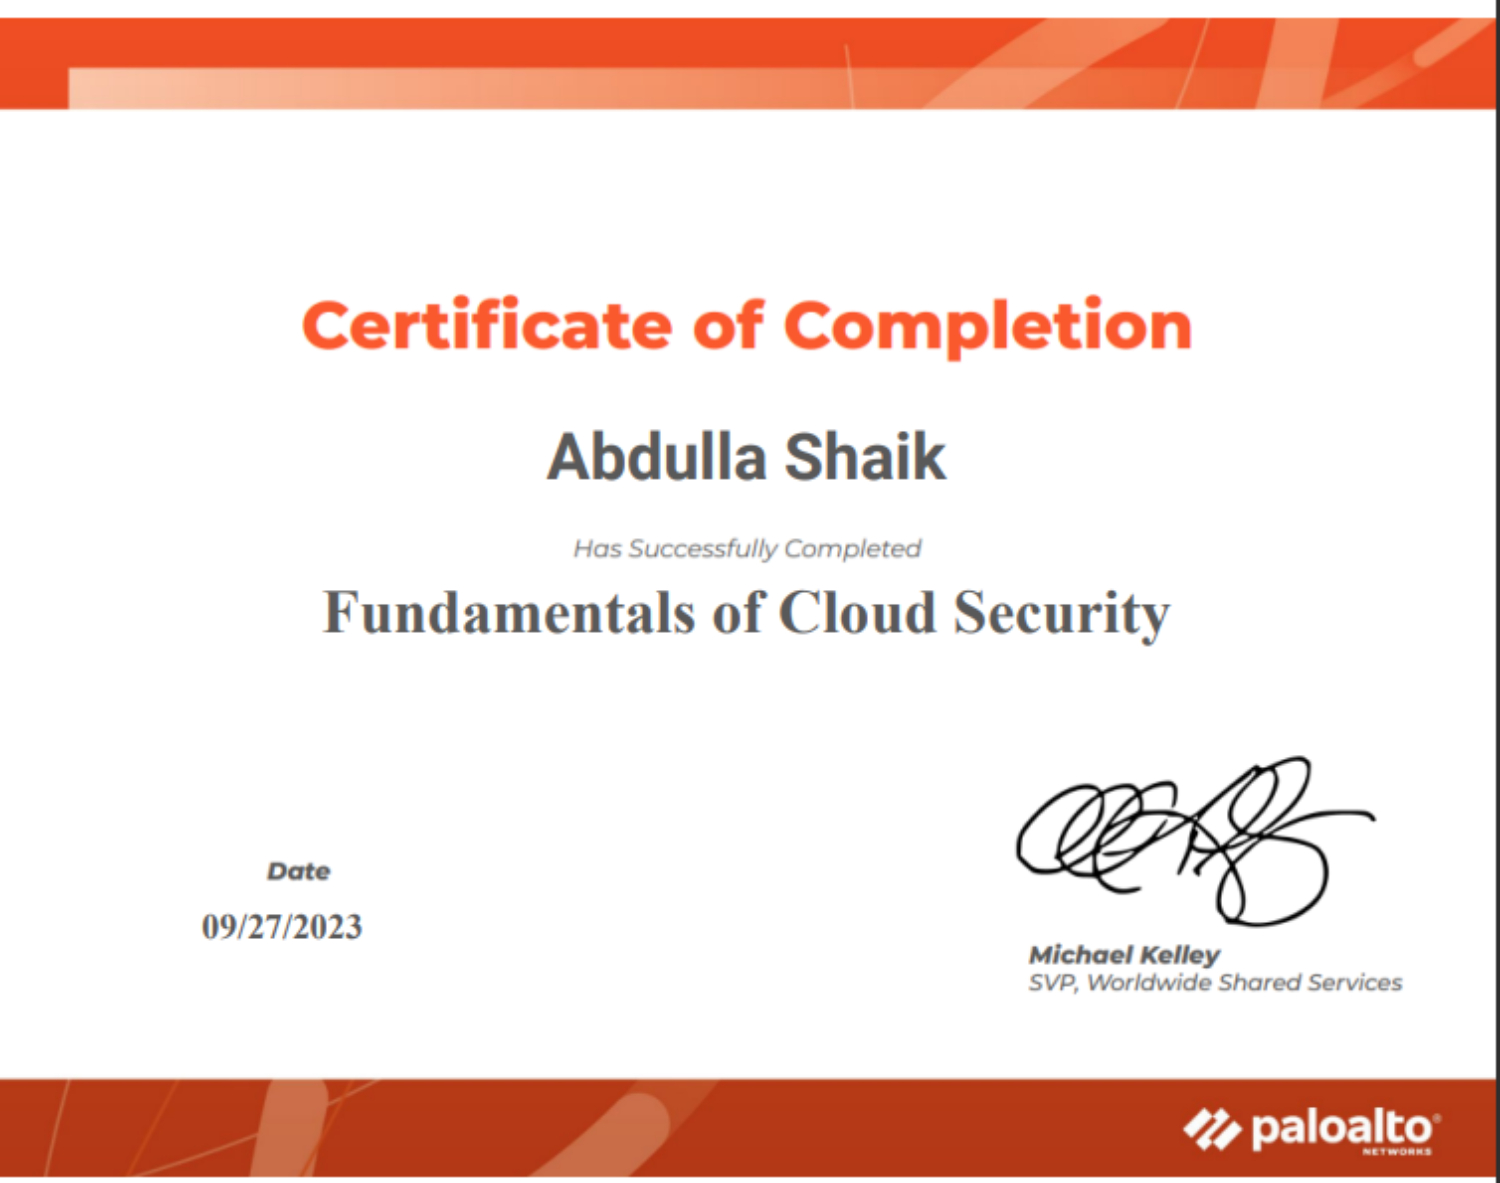 Certificate of Completion
Abdulla Shaik
Has Successfully Completed
Fundamentals of Cloud Security
Date
09/27/2023
Michael Kelley
SVP, Worldwide Shared Services
paloalto®
NETWORKS